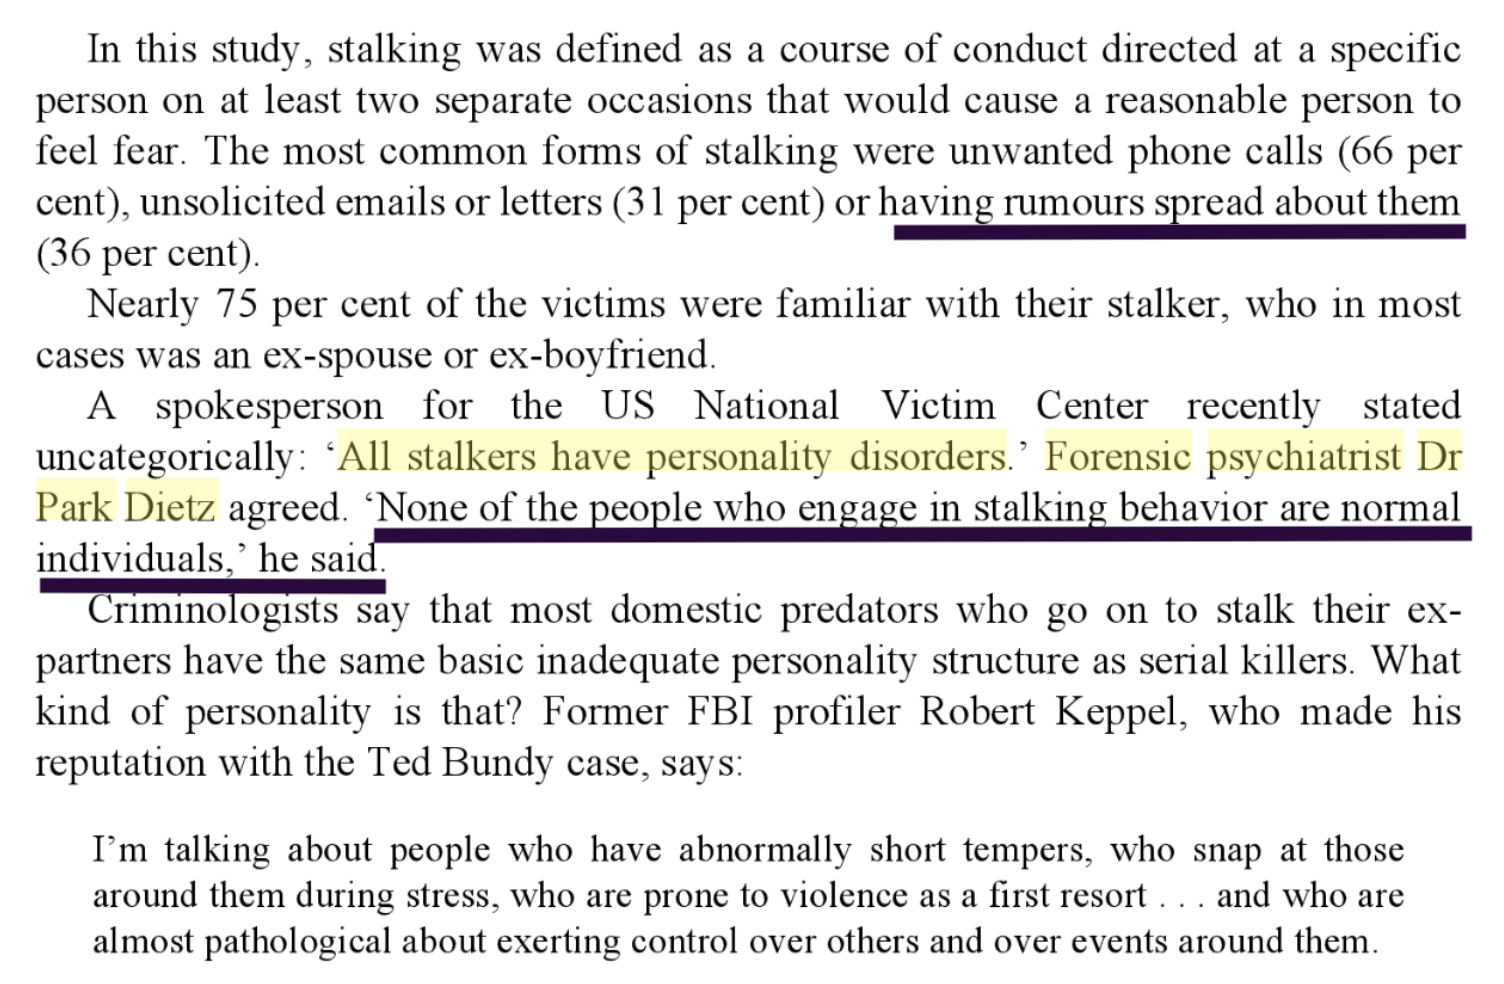 In this study, stalking was defined as a course of conduct directed at a specific
person on at least two separate occasions that would cause a reasonable person to
feel fear. The most common forms of stalking were unwanted phone calls (66 per
cent), unsolicited emails or letters (31 per cent) or having rumours spread about them
(36 per cent).
Nearly 75 per cent of the victims were familiar with their stalker, who in most
cases was an ex-spouse or ex-boyfriend.
A spokesperson for the US National Victim Center recently stated
uncategorically: ‘All stalkers have personality disorders.’ Forensic psychiatrist Dr
Park Dietz agreed. ‘None of the people who engage in stalking behavior are normal
individuals,’ he said.
Criminologists say that most domestic predators who go on to stalk their ex-
partners have the same basic inadequate personality structure as serial killers. What
kind of personality is that? Former FBI profiler Robert Keppel, who made his
reputation with the Ted Bundy case, says:
I’m talking about people who have abnormally short tempers, who snap at those
around them during stress, who are prone to violence as a first resort . . . and who are
almost pathological about exerting control over others and over events around them.